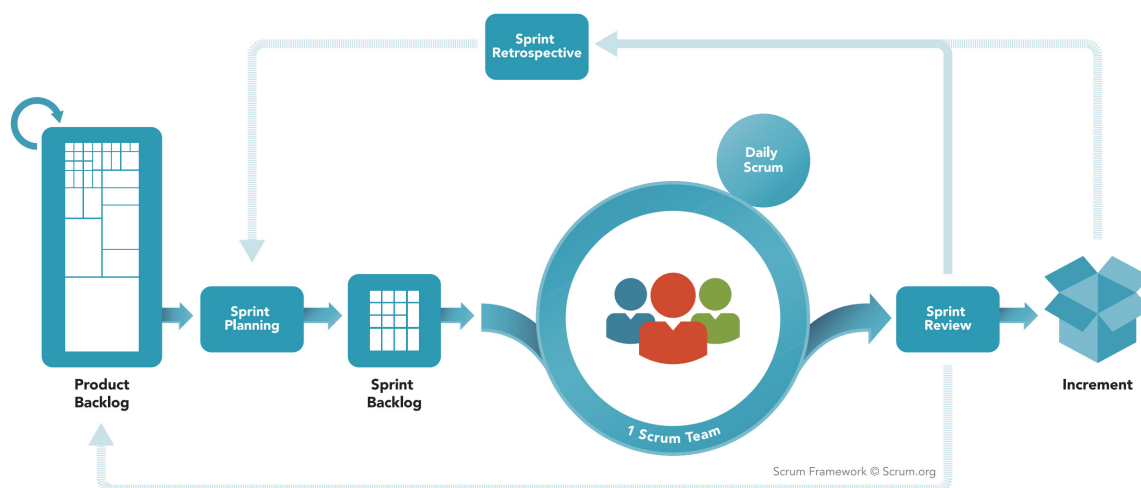 Sprint
Retrospective
Daily
Scrum
Sprint
Planning
Sprint
Review
Product
Backlog
Sprint
Backlog
Increment
1 Scrum Team
Scrum Framework © Scrum.org